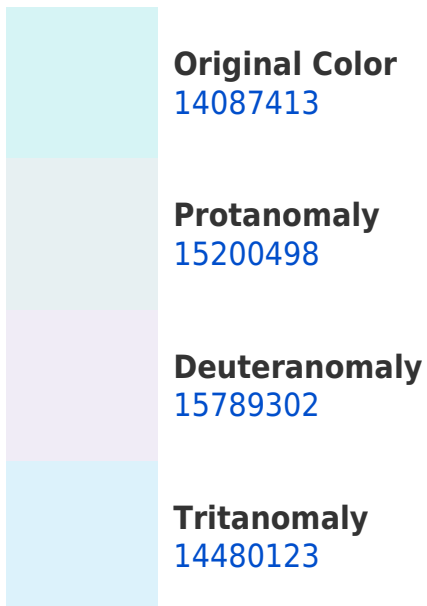 Original Color
14087413
Protanomaly
15200498
Deuteranomaly
15789302
Tritanomaly
14480123